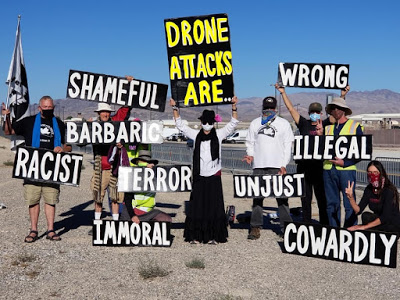 DRONE
ATTACKS
ARE
SHAMEFUL
WRONG
BARBARIC
ILLEGAL
RACIST
TERROR
UNJUST
IMMORAL
COWARDLY